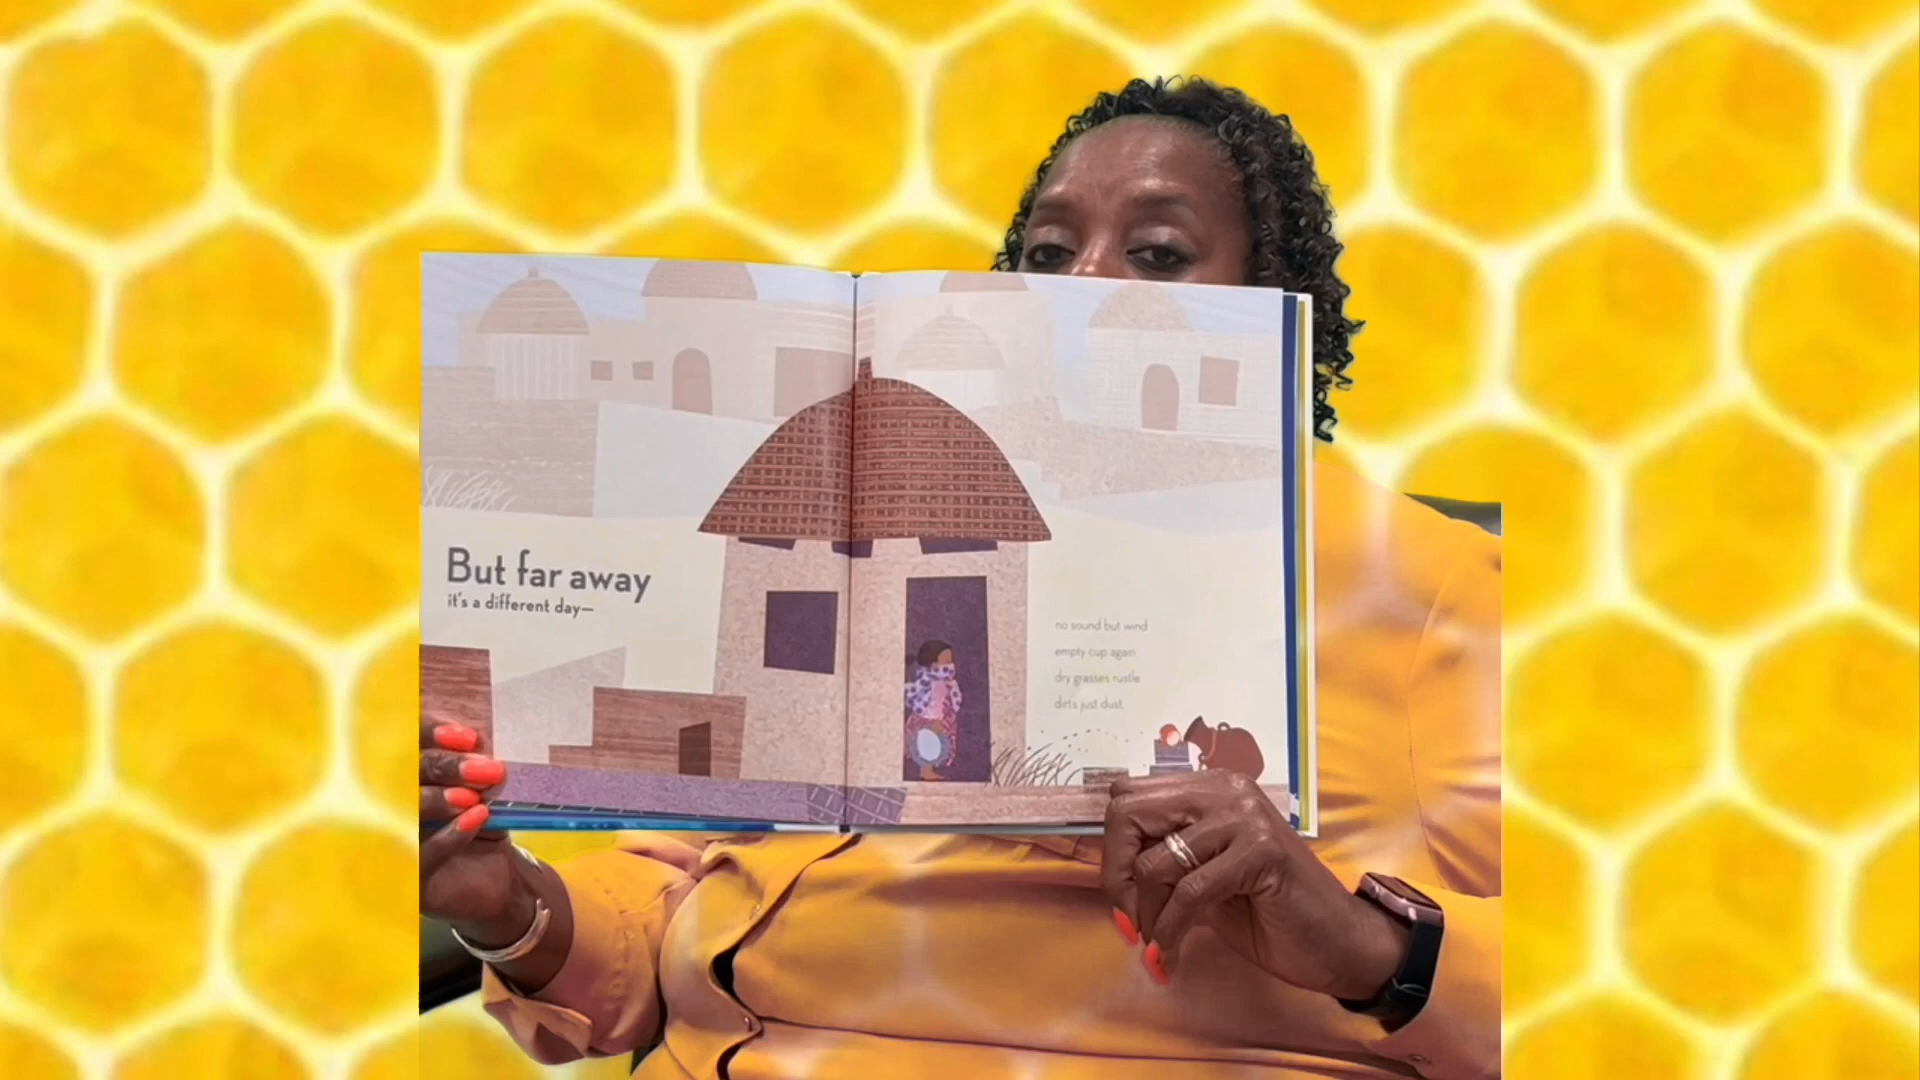 But far away
it's a different day—
no sound but wind
empty cup again
dry grasses rustle
dirt's just dust.